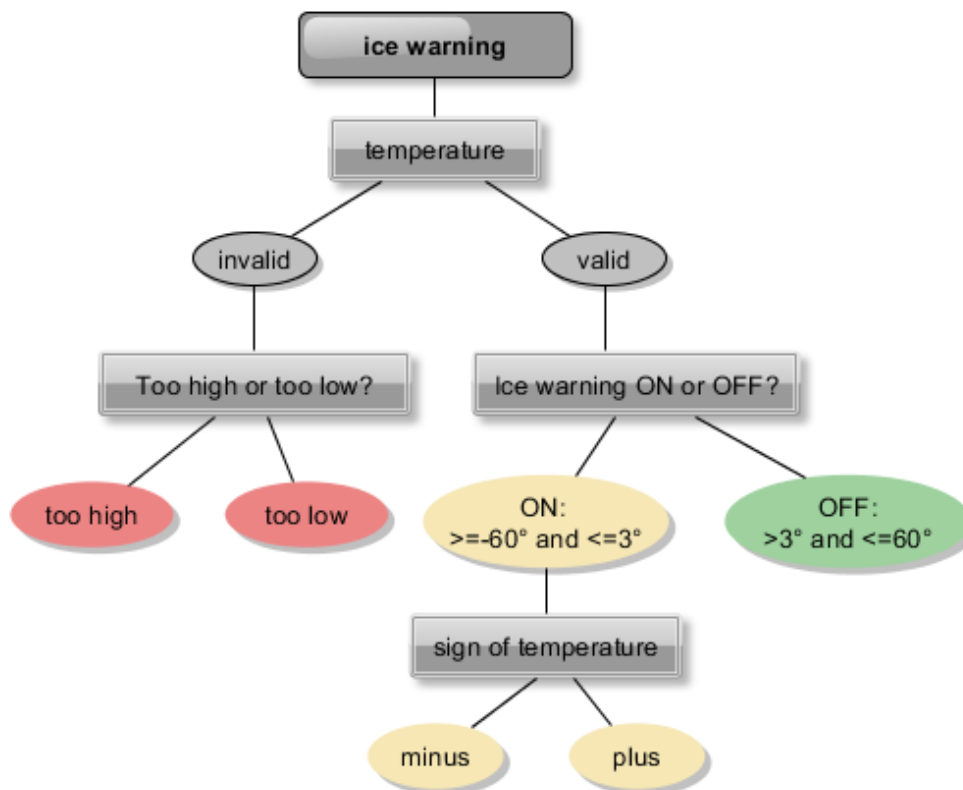 ice warning
temperature
invalid
valid
Too high or too low?
Ice warning ON or OFF?
too high
too low
ON:
>=-60° and <=3°
OFF:
>3° and <=60°
sign of temperature
minus
plus